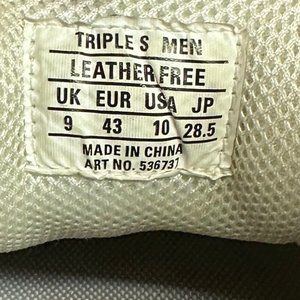 TRIPLE S MEN
LEATHER FREE
UK EUR USA JP
9 43 10 28.5
MADE IN CHINA
ART NO. 536737